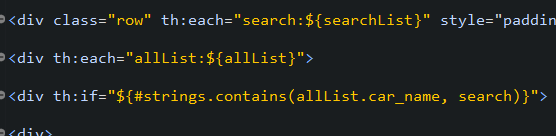 <div class="row" th:each="search:${searchList}" style="paddin
<div th:each="allList:${allList}">
<div th:if="${#strings.contains(allList.car_name, search)}">
<div>